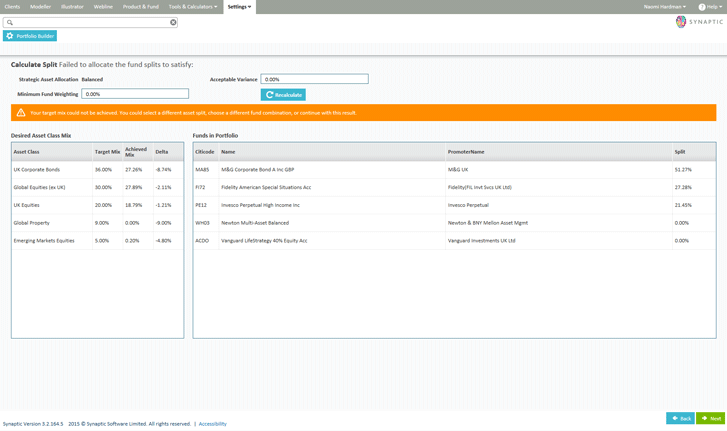 Clients Modeller Illustrator Webline Product & Fund Tools & Calculators Settings Naomi Hardman Help
SYNAPTIC
Portfolio Builder
Calculate Split Failed to allocate the fund splits to satisfy:
Strategic Asset Allocation Balanced Acceptable Variance 0.00%
Minimum Fund Weighting 0.00% Recalculate
Your target mix could not be achieved. You could select a different asset split, choose a different fund combination, or continue with this result.
Desired Asset Class Mix Funds in Portfolio
Asset Class Target Mix Achieved Mix Delta Citicode Name PromoterName Split
UK Corporate Bonds 36.00% 27.26% -8.74% MA85 M&G Corporate Bond A Inc GBP M&G UK 51.27%
Global Equities (ex UK) 30.00% 27.89% -2.11% FI72 Fidelity American Special Situations Acc Fidelity(FIL Invt Svcs UK Ltd) 27.28%
UK Equities 20.00% 18.79% -1.21% PE12 Invesco Perpetual High Income Inc Invesco Perpetual 21.45%
Global Property 9.00% 0.00% -9.00% WH03 Newton Multi-Asset Balanced Newton & BNY Mellon Asset Mgmt 0.00%
Emerging Markets Equities 5.00% 0.20% -4.80% ACDO Vanguard LifeStrategy 40% Equity Acc Vanguard Investments UK Ltd 0.00%
Back Next
Synaptic Version 5.2.164.5 2015 © Synaptic Software Limited. All rights reserved. | Accessibility